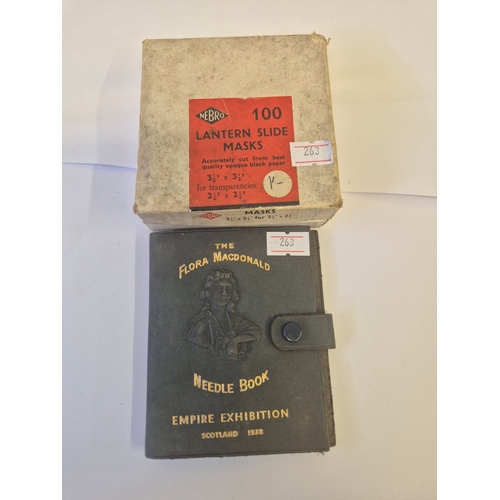 NEBRO
100
LANTERN SLIDE
MASKS
Accurately cut from best
quality opaque black paper
3¼" x 3¼"
for transparencies
2¼" x 2¼"
1/-
263
MASKS
THE
FLORA MACDONALD
263
NEEDLE BOOK
EMPIRE EXHIBITION
SCOTLAND 1938